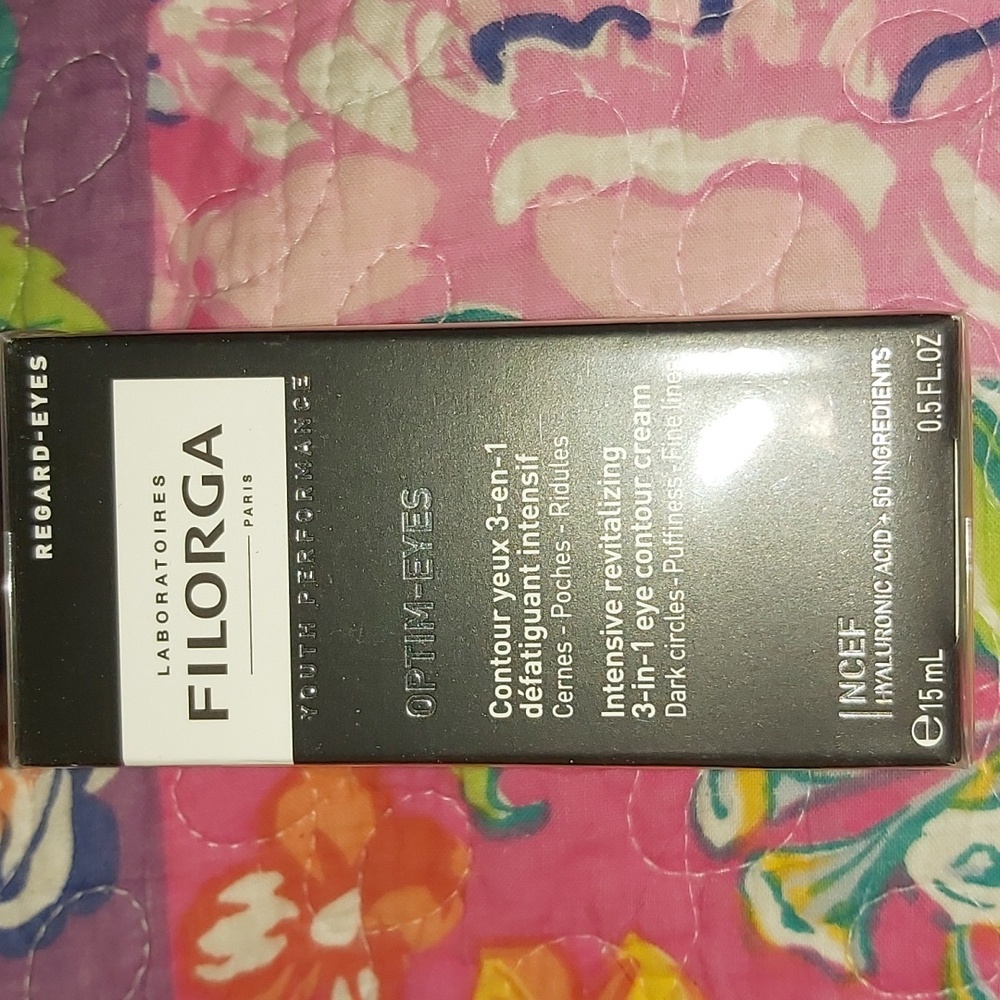 REGARD-EYES
LABORATOIRES
FILORGA
PARIS
YOUTH PERFORMANCE
OPTIM-EYES
Contour yeux 3-en-1
défatiguant intensif
Cernes - Poches - Ridules
Intensive revitalizing
3-in-1 eye contour cream
Dark circles - Puffiness - Fine lines
NCEF
HYALURONIC ACID + 50 INGREDIENTS
℮ 15 mL 0.5 FL.OZ